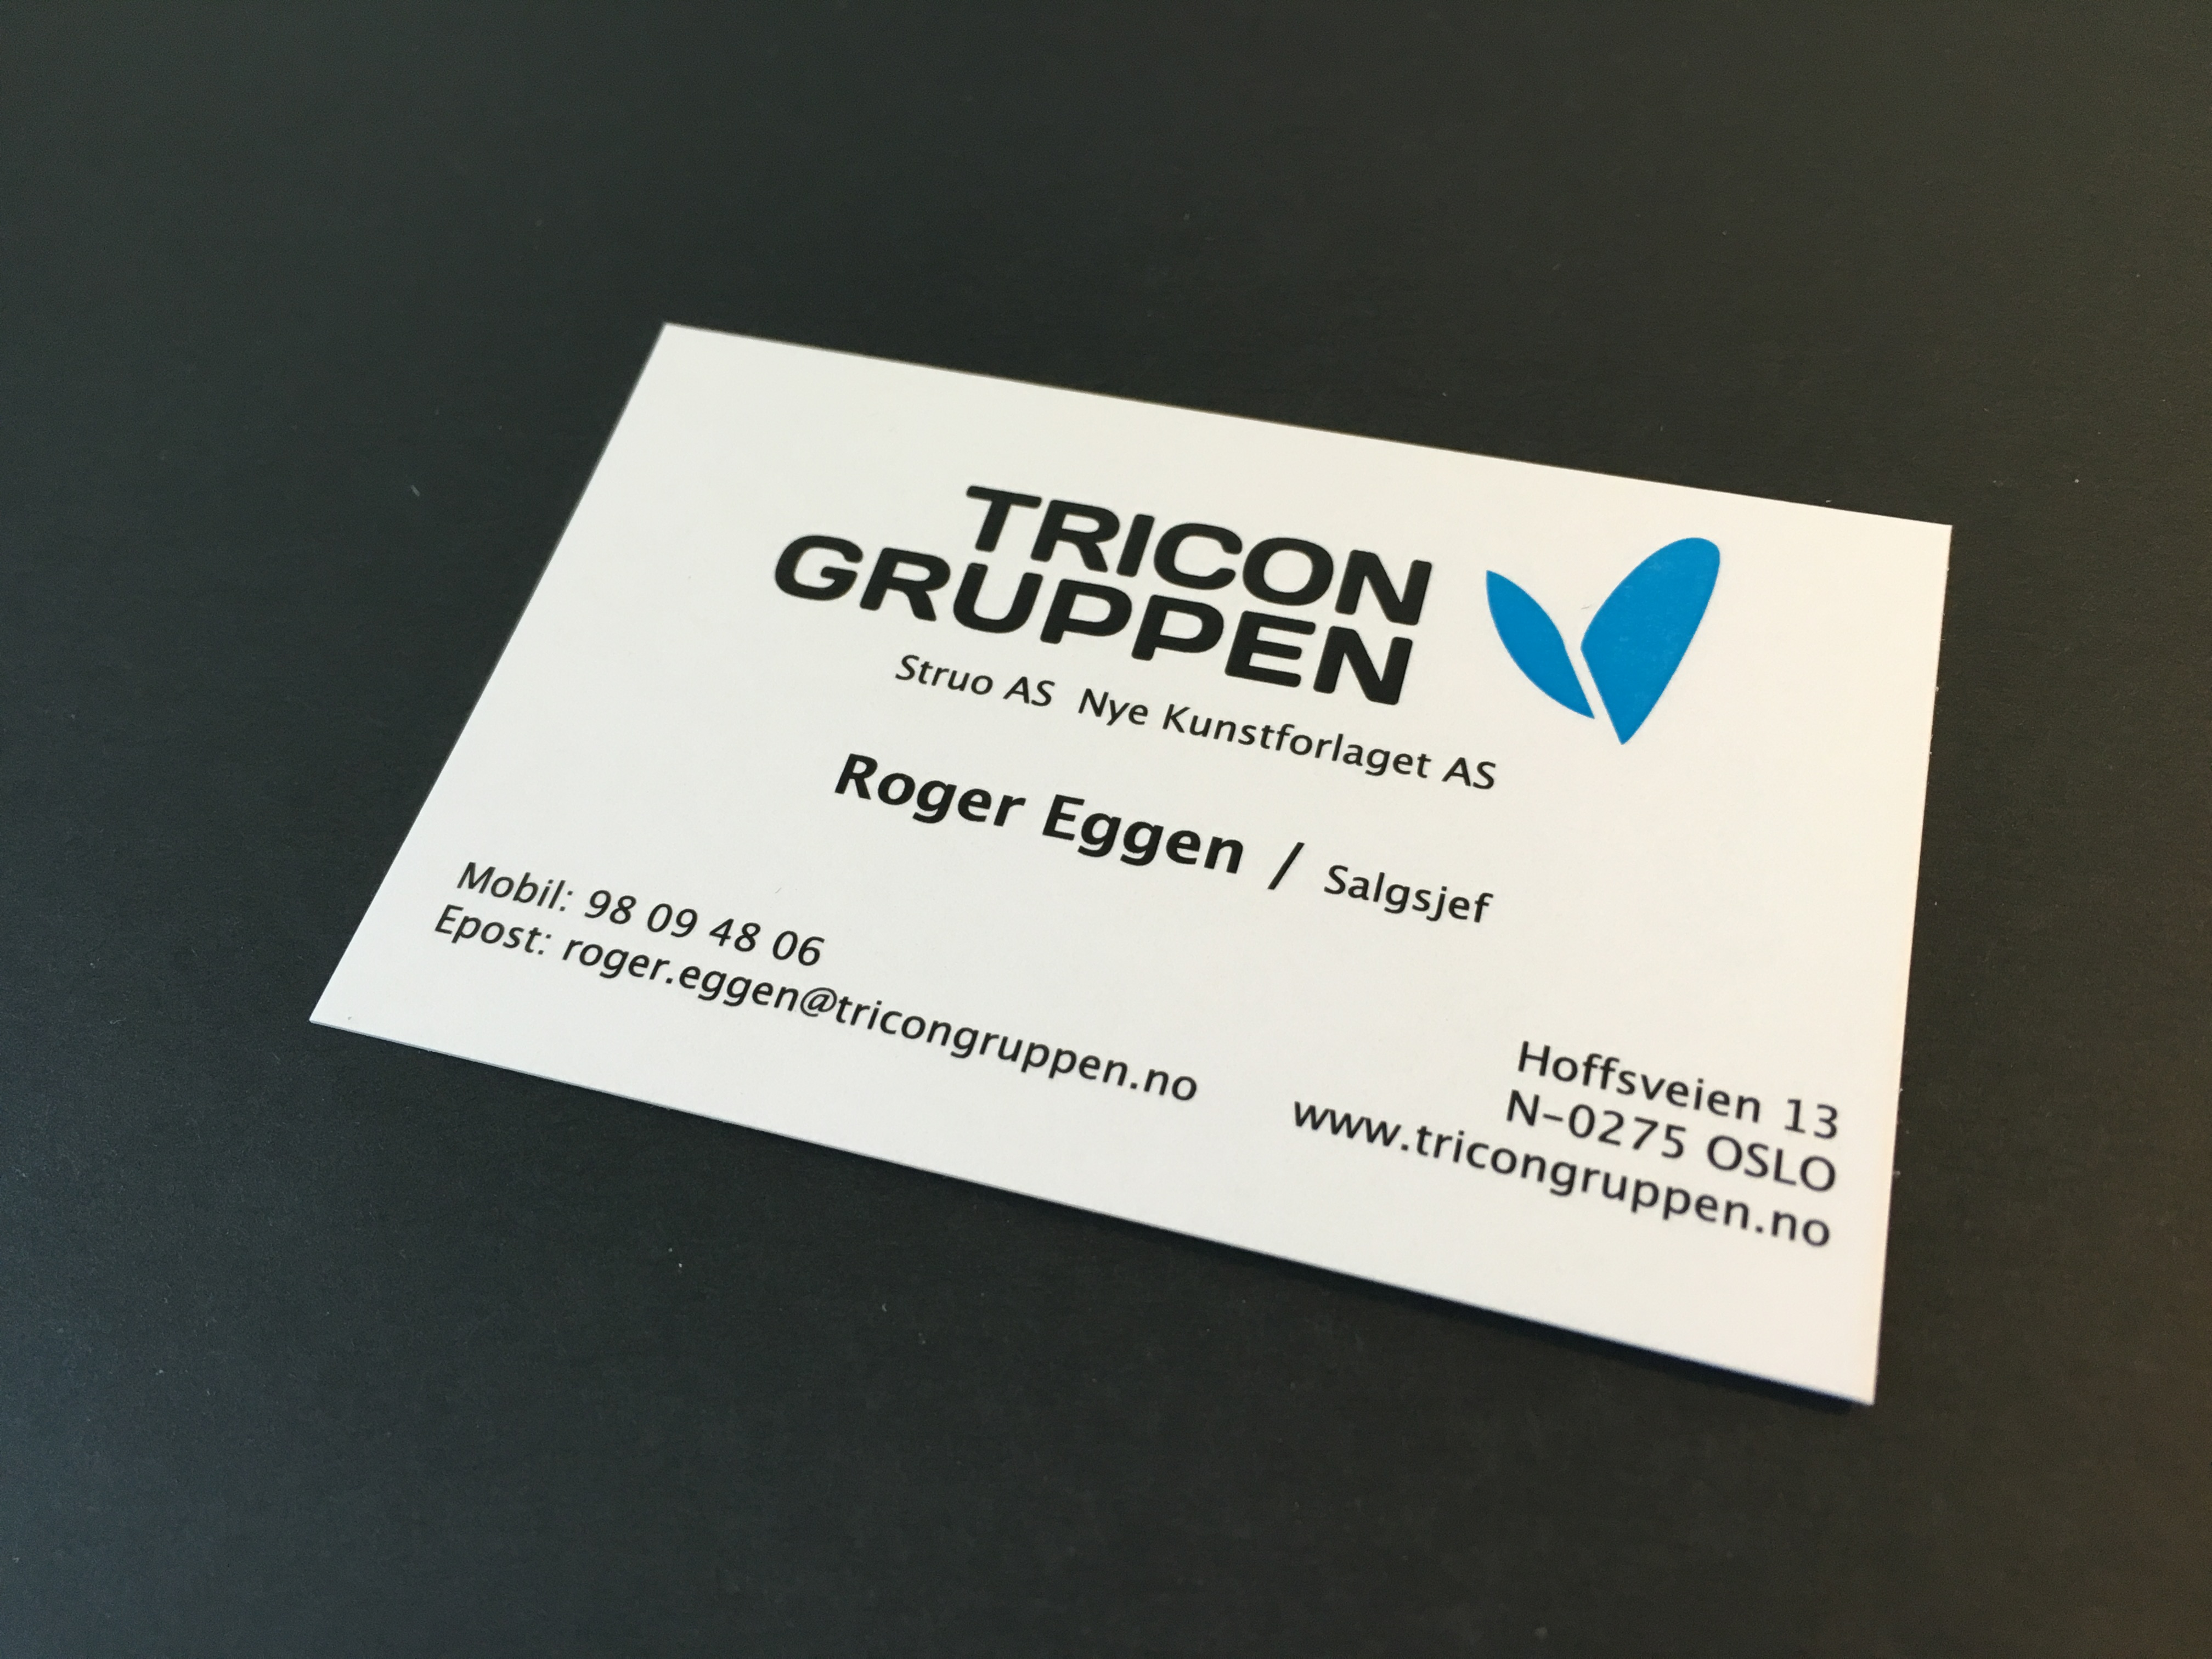 TRICON
GRUPPEN
Struo AS Nye Kunstforlaget AS
Roger Eggen / Salgsjef
Mobil: 98 09 48 06
Epost: roger.eggen@tricongruppen.no
Hoffsveien 13
N-0275 OSLO
www.tricongruppen.no